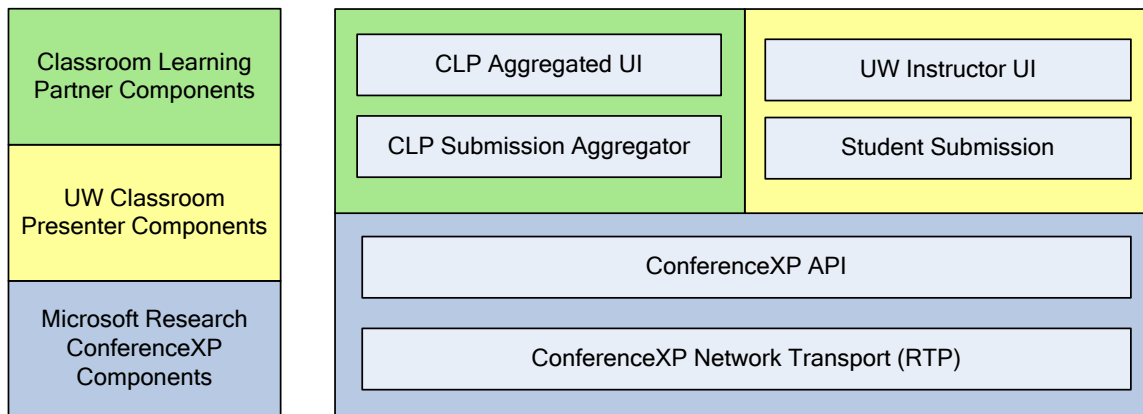 Classroom Learning
Partner Components
UW Classroom
Presenter Components
Microsoft Research
ConferenceXP
Components
CLP Aggregated UI
CLP Submission Aggregator
UW Instructor UI
Student Submission
ConferenceXP API
ConferenceXP Network Transport (RTP)